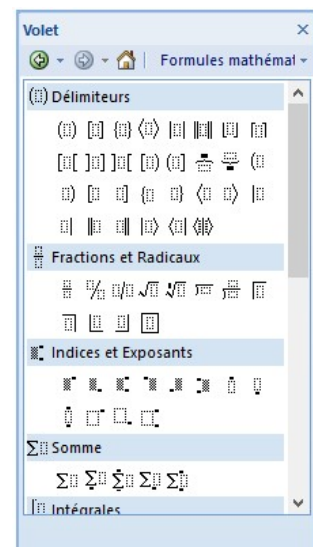 Volet
Formules mathémat
Délimiteurs
Fractions et Radicaux
Indices et Exposants
Somme
Intégrales